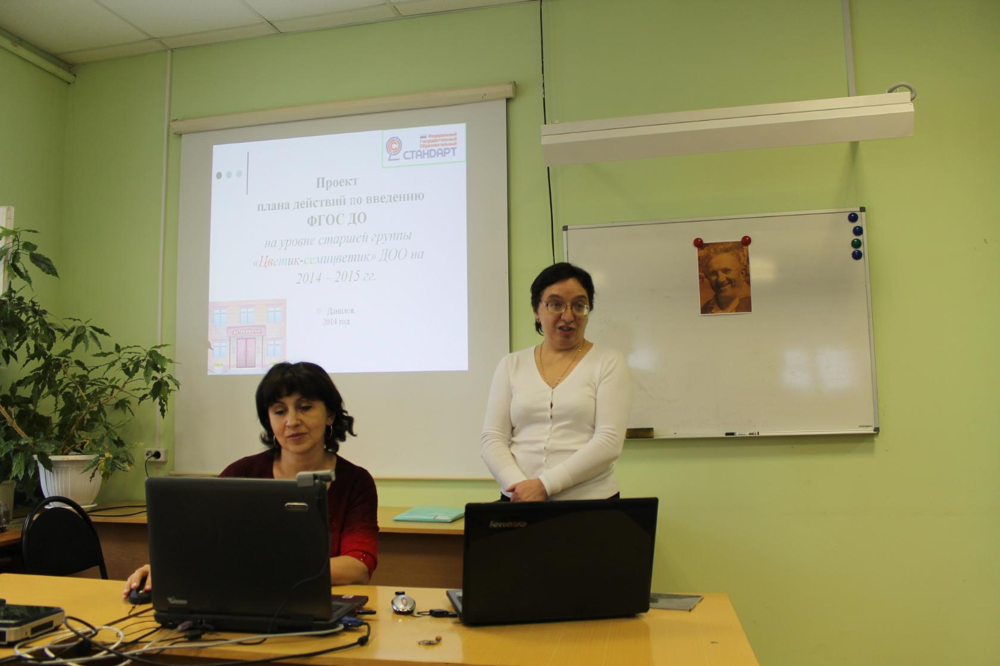 Федеральный
Государственный
Образовательный
СТАНДАРТ
Проект
плана действий по введению
ФГОС ДО
на уровне старшей группы
«Цветик-семицветик» ДОО на
2014 – 2015 гг.
© Данилов,
2014 год
lenovo